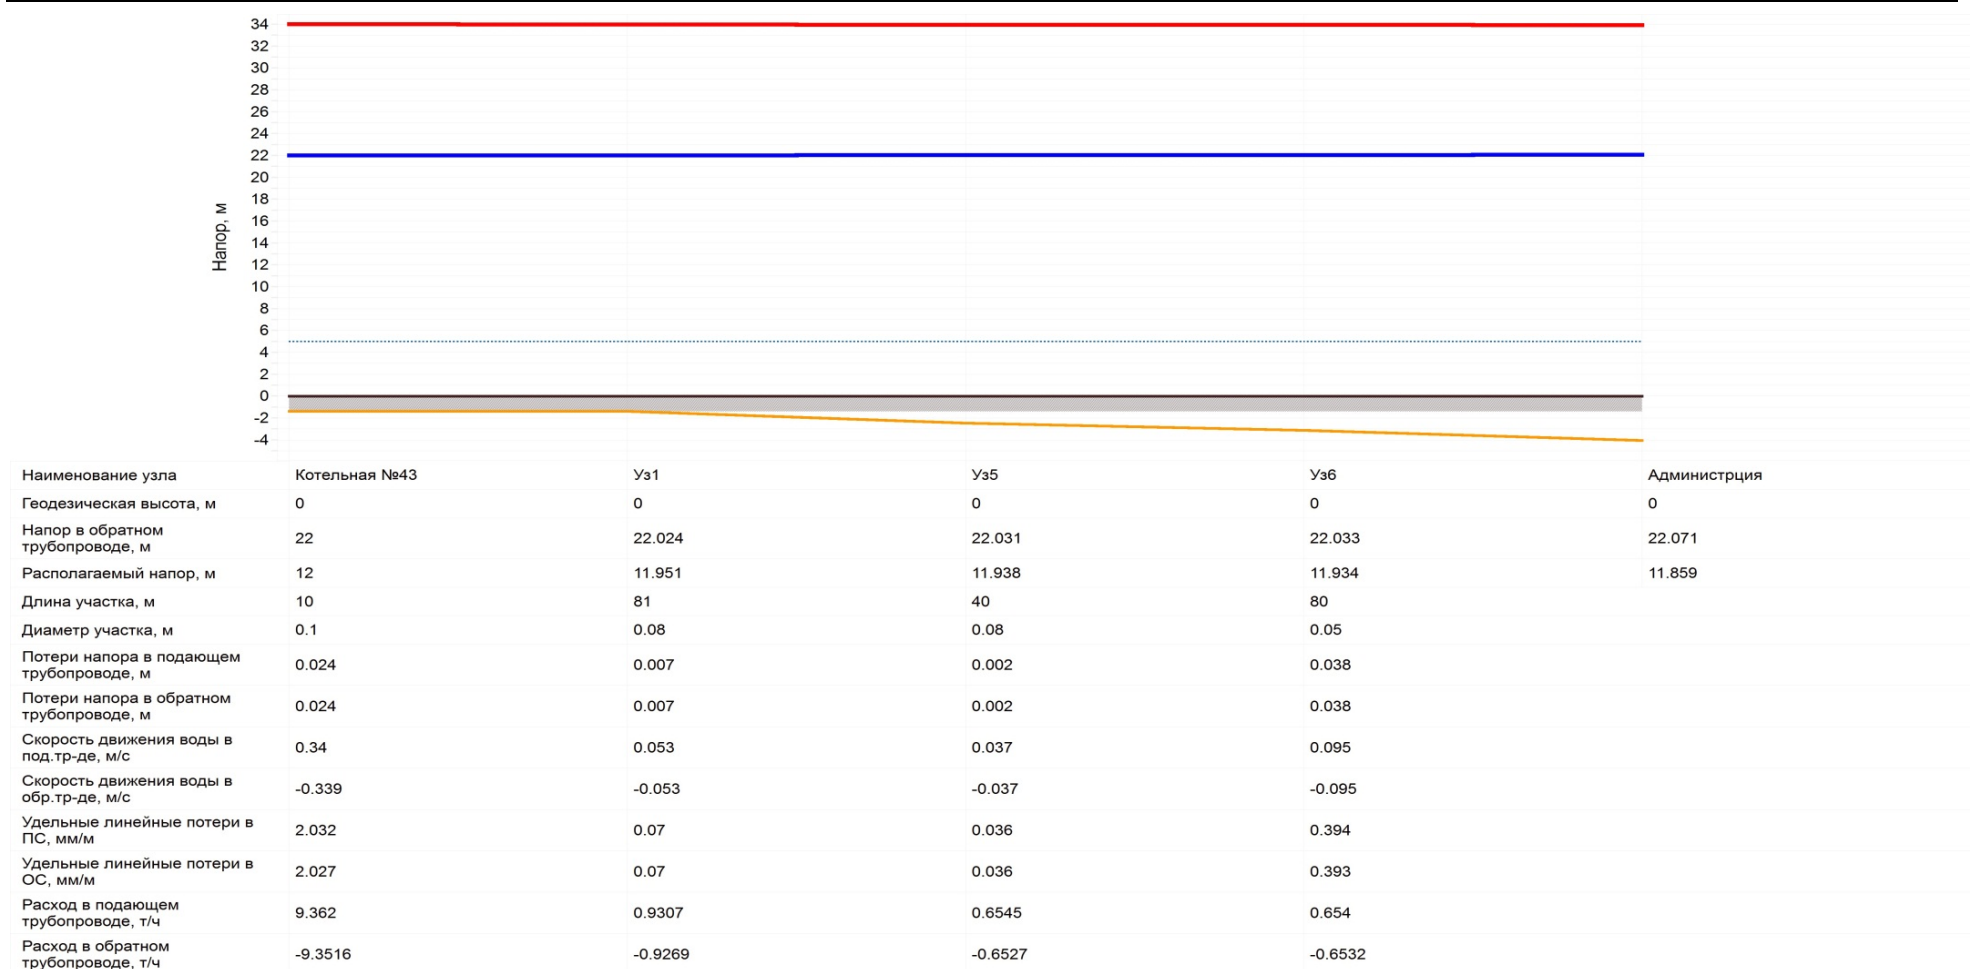 34
32
30
28
26
24
22
20
18
16
14
12
10
8
6
4
2
0
-2
-4
Напор, м
Наименование узла Котельная №43 Уз1 Уз5 Уз6 Администрция
Геодезическая высота, м 0 0 0 0 0
Напор в обратном
трубопроводе, м 22 22.024 22.031 22.033 22.071
Располагаемый напор, м 12 11.951 11.938 11.934 11.859
Длина участка, м 10 81 40 80
Диаметр участка, м 0.1 0.08 0.08 0.05
Потери напора в подающем
трубопроводе, м 0.024 0.007 0.002 0.038
Потери напора в обратном
трубопроводе, м 0.024 0.007 0.002 0.038
Скорость движения воды в
под.тр-де, м/с 0.34 0.053 0.037 0.095
Скорость движения воды в
обр.тр-де, м/с -0.339 -0.053 -0.037 -0.095
Удельные линейные потери в
ПС, мм/м 2.032 0.07 0.036 0.394
Удельные линейные потери в
ОС, мм/м 2.027 0.07 0.036 0.393
Расход в подающем
трубопроводе, т/ч 9.362 0.9307 0.6545 0.654
Расход в обратном
трубопроводе, т/ч -9.3516 -0.9269 -0.6527 -0.6532